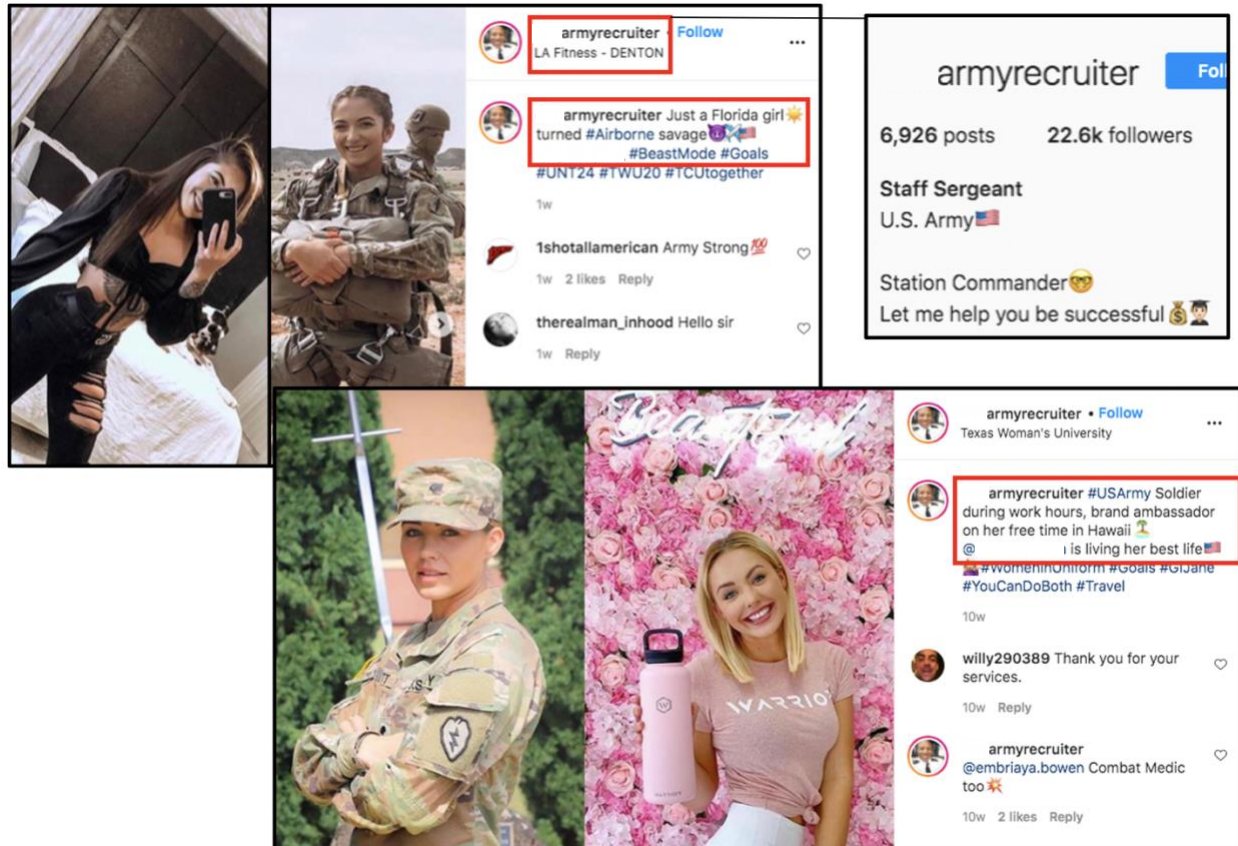 armyrecruiter • Follow
LA Fitness - DENTON
armyrecruiter Just a Florida girl☀️
turned #Airborne savage😈✈️🇺🇸
#BeastMode #Goals
#UNT24 #TWU20 #TCUtogether
1w
1shotallamerican Army Strong💯
1w 2 likes Reply
therealman_inhood Hello sir
1w Reply
armyrecruiter Fol
6,926 posts 22.6k followers
Staff Sergeant
U.S. Army🇺🇸
Station Commander🤓
Let me help you be successful💰👨🏻‍🎓
Beautiful
WARRIO
armyrecruiter • Follow
Texas Woman's University
armyrecruiter #USArmy Soldier
during work hours, brand ambassador
on her free time in Hawaii🏝️
@ is living her best life🇺🇸
#WomenInUniform #Goals #GIJane
#YouCanDoBoth #Travel
10w
willy290389 Thank you for your
services.
10w Reply
armyrecruiter
@embriaya.bowen Combat Medic
too💥
10w 2 likes Reply